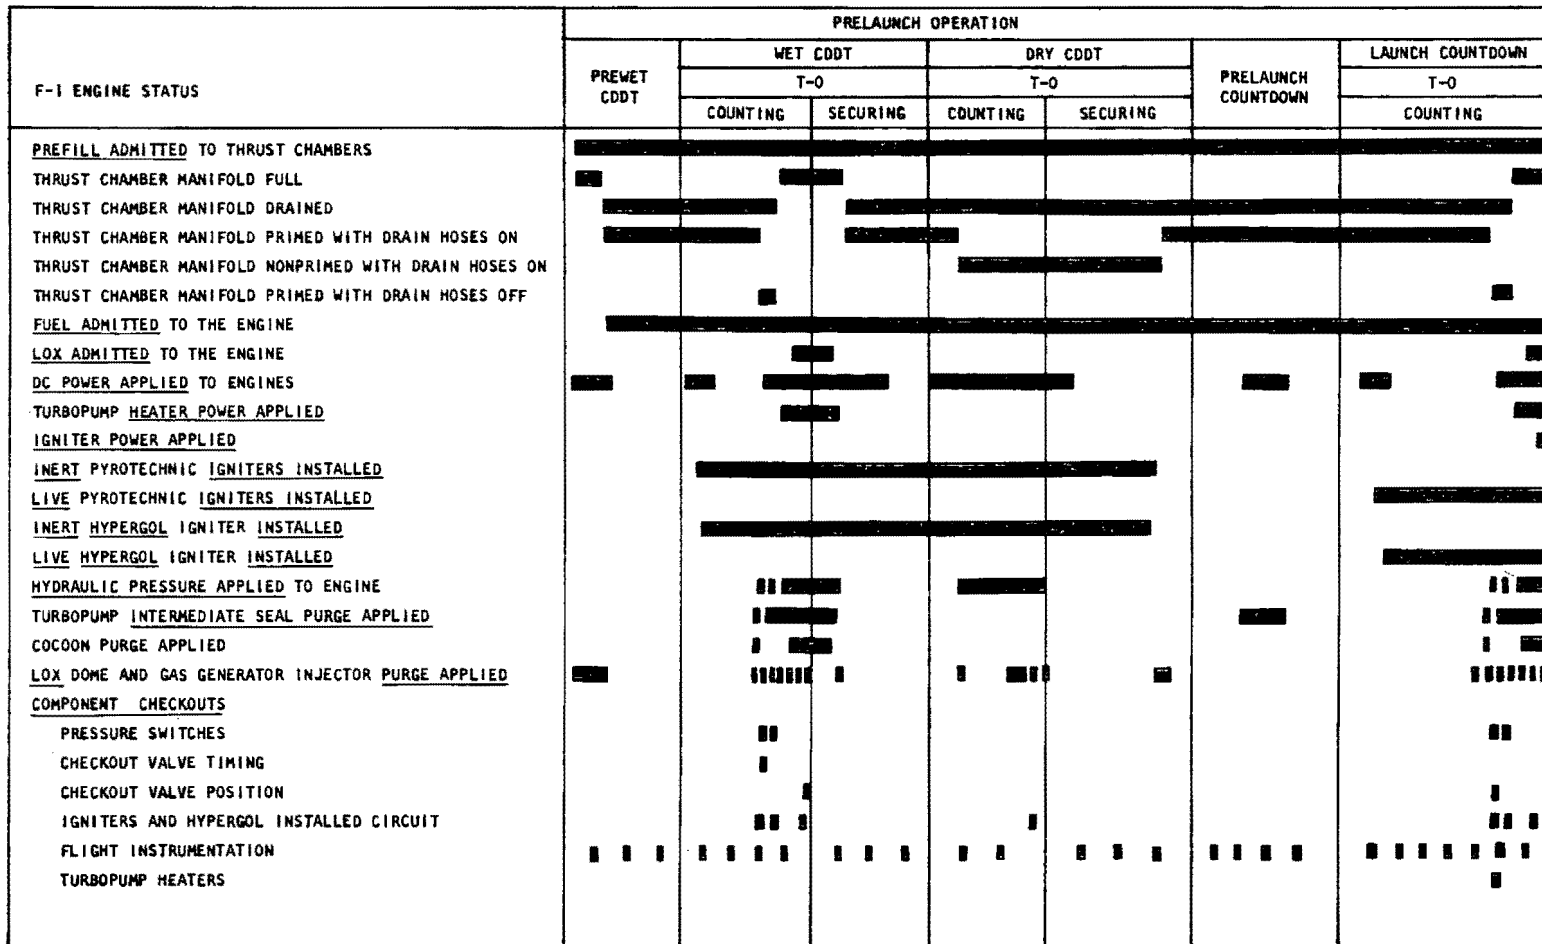 PRELAUNCH OPERATION
F-1 ENGINE STATUS
PREWET
CDDT
WET CDDT
T-0
COUNTING
SECURING
DRY CDDT
T-0
COUNTING
SECURING
PRELAUNCH
COUNTDOWN
LAUNCH COUNTDOWN
T-0
COUNTING
PREFILL ADMITTED TO THRUST CHAMBERS
THRUST CHAMBER MANIFOLD FULL
THRUST CHAMBER MANIFOLD DRAINED
THRUST CHAMBER MANIFOLD PRIMED WITH DRAIN HOSES ON
THRUST CHAMBER MANIFOLD NONPRIMED WITH DRAIN HOSES ON
THRUST CHAMBER MANIFOLD PRIMED WITH DRAIN HOSES OFF
FUEL ADMITTED TO THE ENGINE
LOX ADMITTED TO THE ENGINE
DC POWER APPLIED TO ENGINES
TURBOPUMP HEATER POWER APPLIED
IGNITER POWER APPLIED
INERT PYROTECHNIC IGNITERS INSTALLED
LIVE PYROTECHNIC IGNITERS INSTALLED
INERT HYPERGOL IGNITER INSTALLED
LIVE HYPERGOL IGNITER INSTALLED
HYDRAULIC PRESSURE APPLIED TO ENGINE
TURBOPUMP INTERMEDIATE SEAL PURGE APPLIED
COCOON PURGE APPLIED
LOX DOME AND GAS GENERATOR INJECTOR PURGE APPLIED
COMPONENT CHECKOUTS
PRESSURE SWITCHES
CHECKOUT VALVE TIMING
CHECKOUT VALVE POSITION
IGNITERS AND HYPERGOL INSTALLED CIRCUIT
FLIGHT INSTRUMENTATION
TURBOPUMP HEATERS